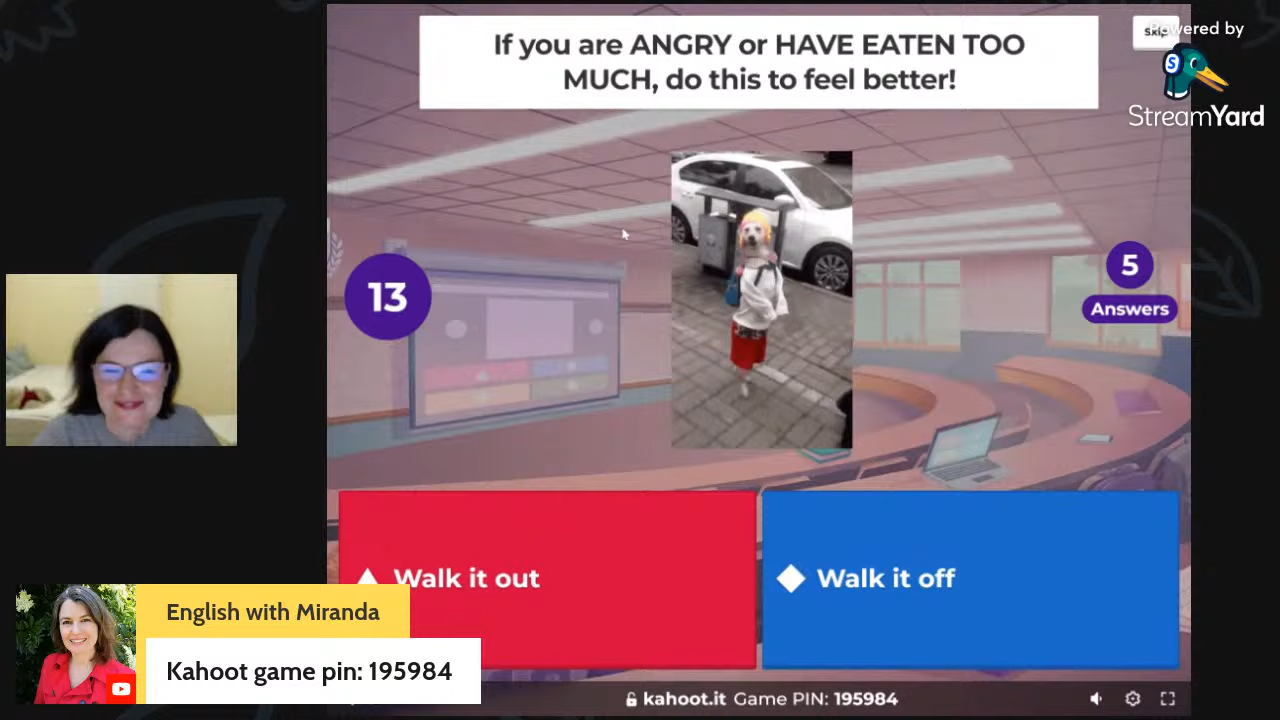 If you are ANGRY or HAVE EATEN TOO
MUCH, do this to feel better!
skip
Powered by
S
StreamYard
13
5
Answers
Walk it out
Walk it off
English with Miranda
Kahoot game pin: 195984
kahoot.it Game PIN: 195984